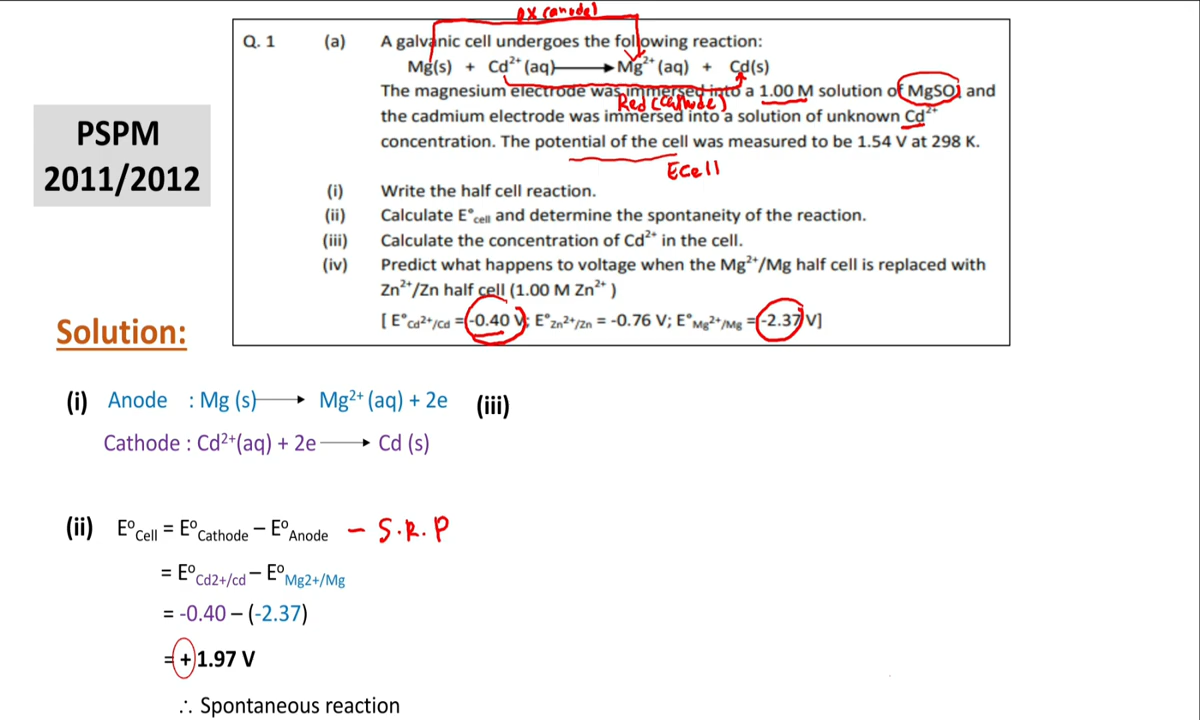 OX (anode)
Q. 1 (a) A galvanic cell undergoes the following reaction:
Mg(s) + Cd²⁺ (aq) ⟶ Mg²⁺ (aq) + Cd(s)
The magnesium electrode was immersed into a 1.00 M solution of MgSO₄ and
Red (Cathode)
the cadmium electrode was immersed into a solution of unknown Cd²⁺
concentration. The potential of the cell was measured to be 1.54 V at 298 K.
Ecell
(i) Write the half cell reaction.
(ii) Calculate E°cell and determine the spontaneity of the reaction.
(iii) Calculate the concentration of Cd²⁺ in the cell.
(iv) Predict what happens to voltage when the Mg²⁺/Mg half cell is replaced with
Zn²⁺/Zn half cell (1.00 M Zn²⁺ )
[ E°Cd²⁺/Cd = -0.40 V; E°Zn²⁺/Zn = -0.76 V; E°Mg²⁺/Mg = -2.37 V]
PSPM
2011/2012
Solution:
(i) Anode : Mg (s) ⟶ Mg²⁺ (aq) + 2e
Cathode : Cd²⁺(aq) + 2e ⟶ Cd (s)
(iii)
(ii) E⁰Cell = E⁰Cathode – E⁰Anode – S.R.P
= E⁰Cd2+/cd – E⁰Mg2+/Mg
= -0.40 – (-2.37)
= +1.97 V
∴ Spontaneous reaction